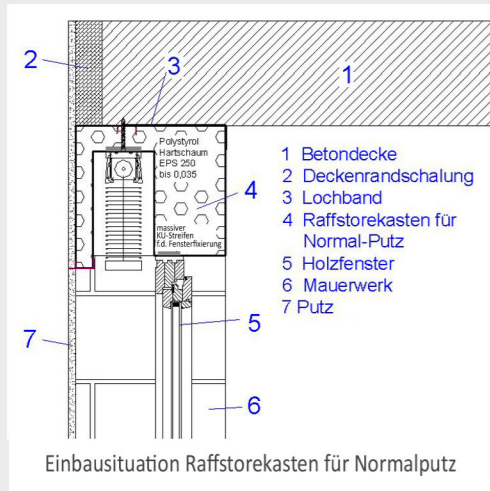 1
2
3
Polystyrol
Hartschaum
EPS 250
bis 0,035
4
massiver
KU-Streifen
f.d. Fensterfixierung
5
6
7
1 Betondecke
2 Deckenrandschalung
3 Lochband
4 Raffstorekasten für
Normal-Putz
5 Holzfenster
6 Mauerwerk
7 Putz
Einbausituation Raffstorekasten für Normalputz